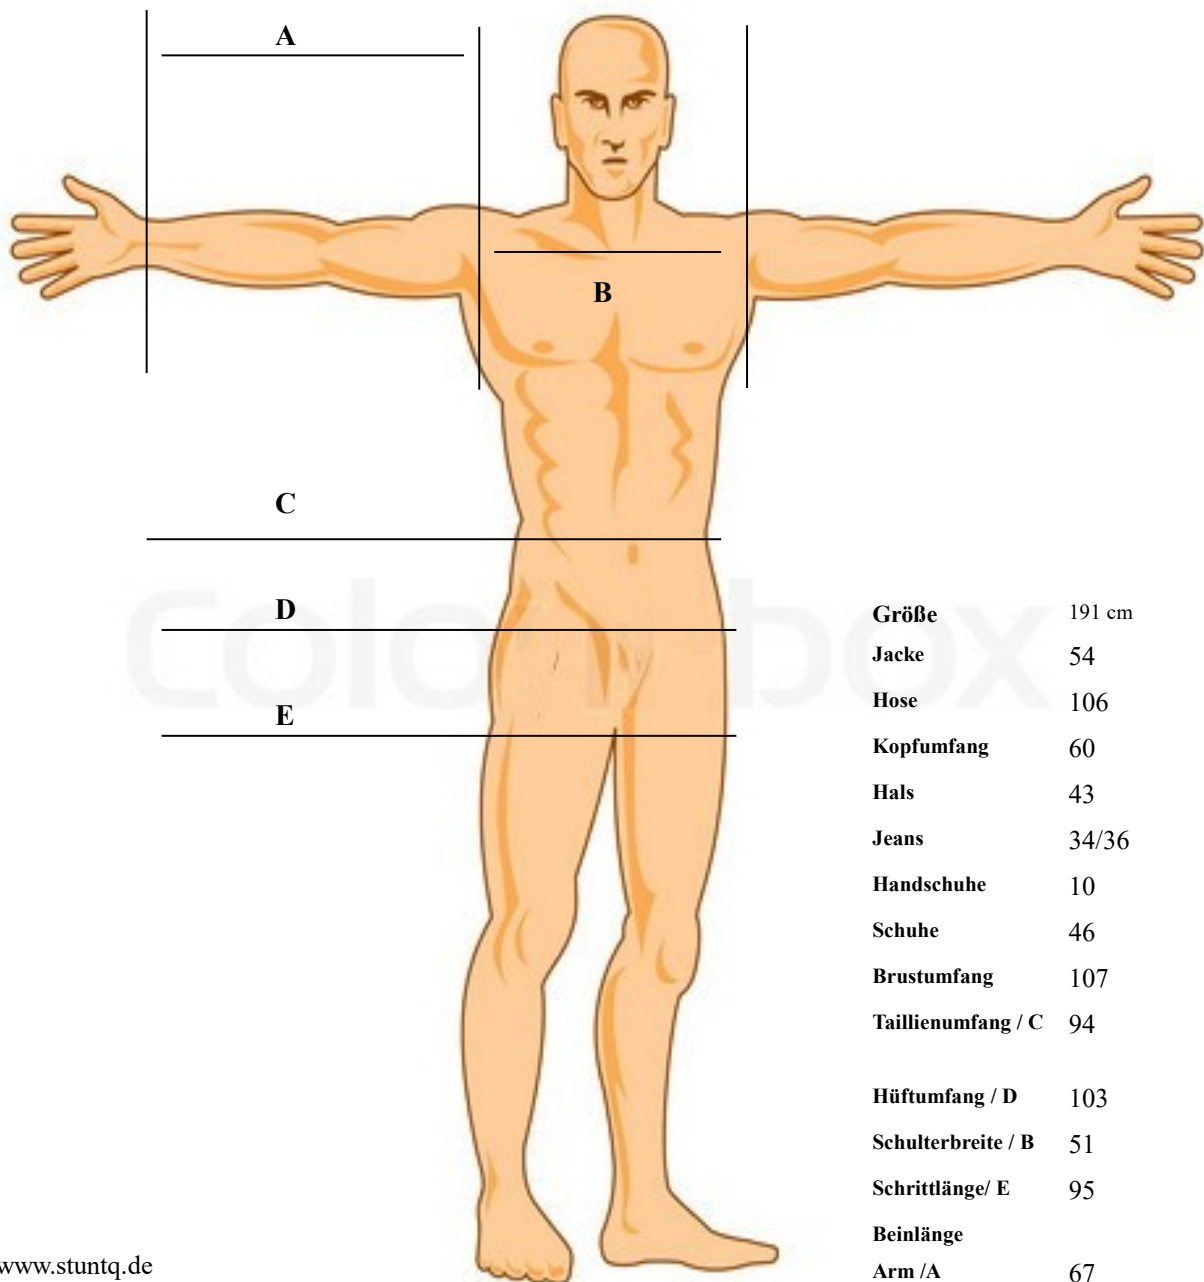 A
B
C
D
E
Colorbox
Größe 191 cm
Jacke 54
Hose 106
Kopfumfang 60
Hals 43
Jeans 34/36
Handschuhe 10
Schuhe 46
Brustumfang 107
Taillienumfang / C 94
Hüftumfang / D 103
Schulterbreite / B 51
Schrittlänge/ E 95
Beinlänge
Arm /A 67
www.stuntq.de